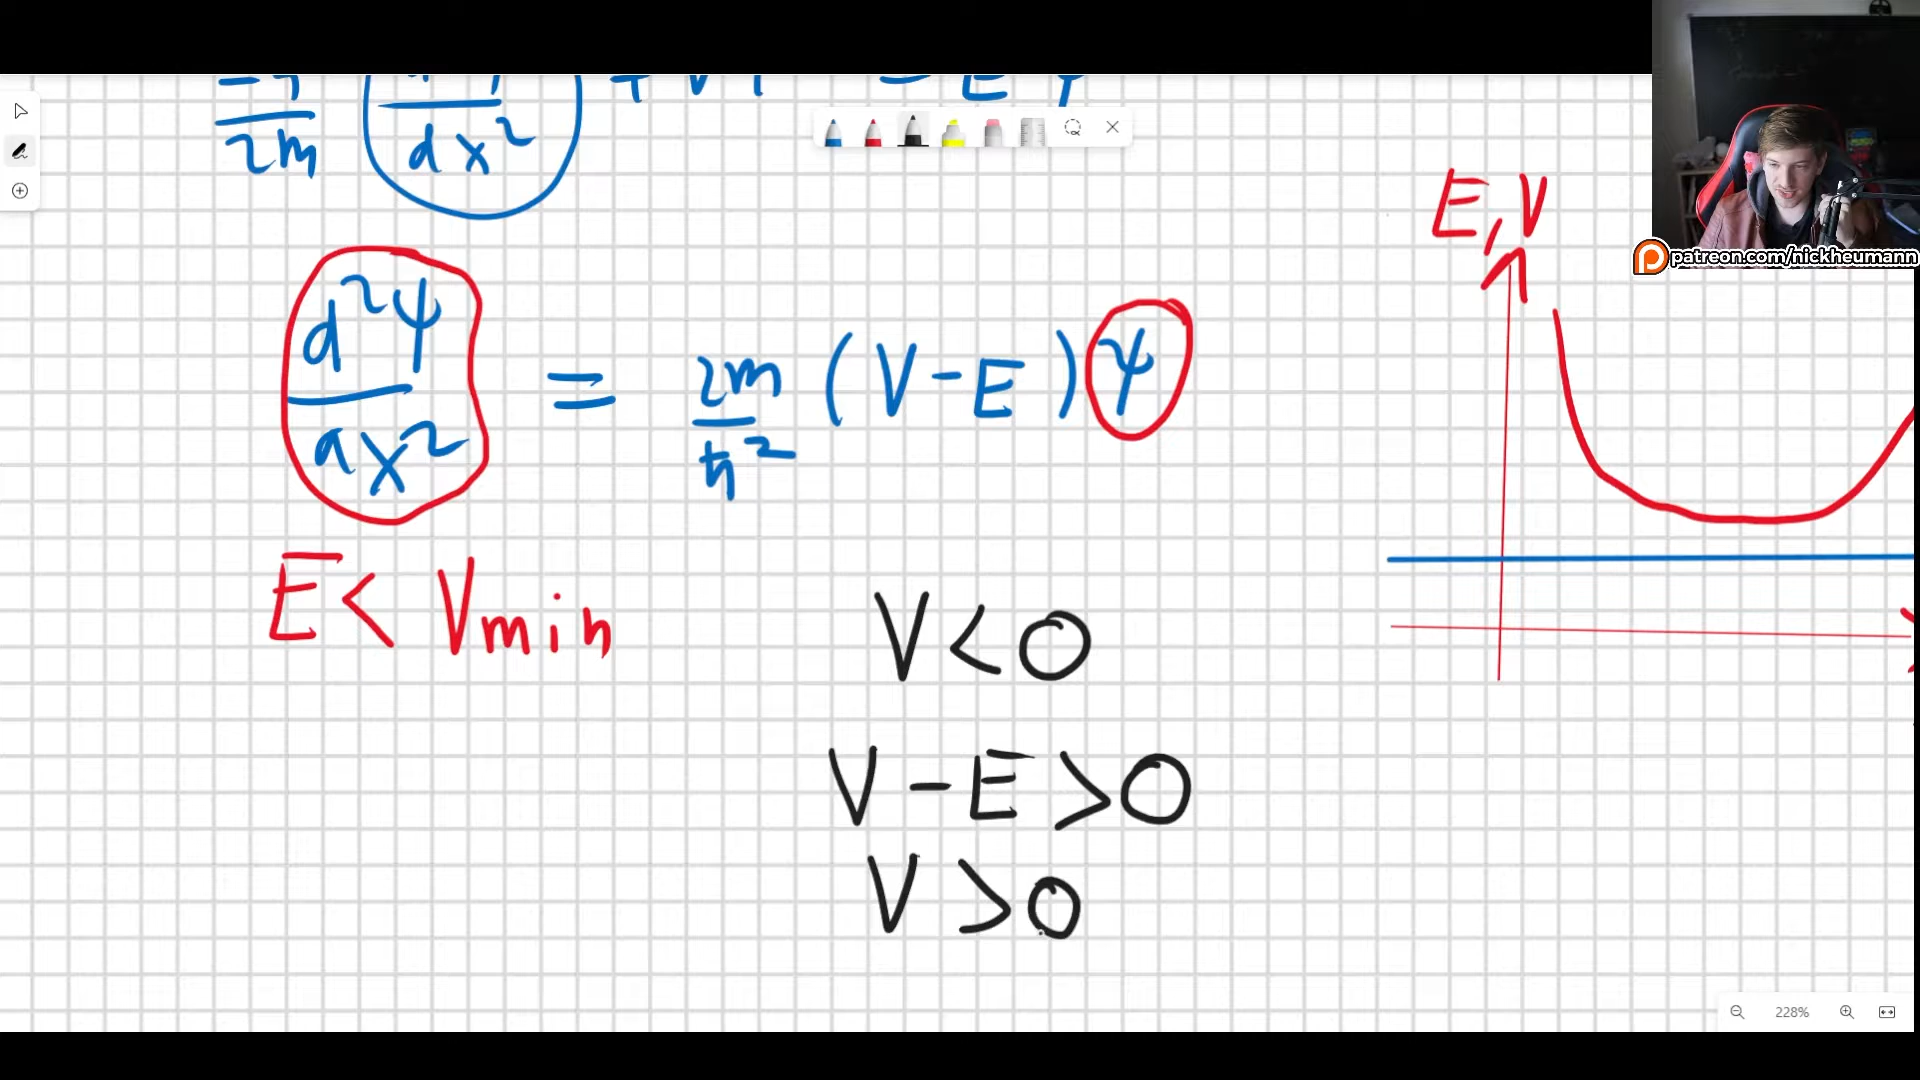 2m dx²
E, V
patreon.com/nickheumann
d²ψ/dx² = 2m/ħ² (V-E)ψ
E < Vmin
V < 0
V - E > 0
V > 0
228%